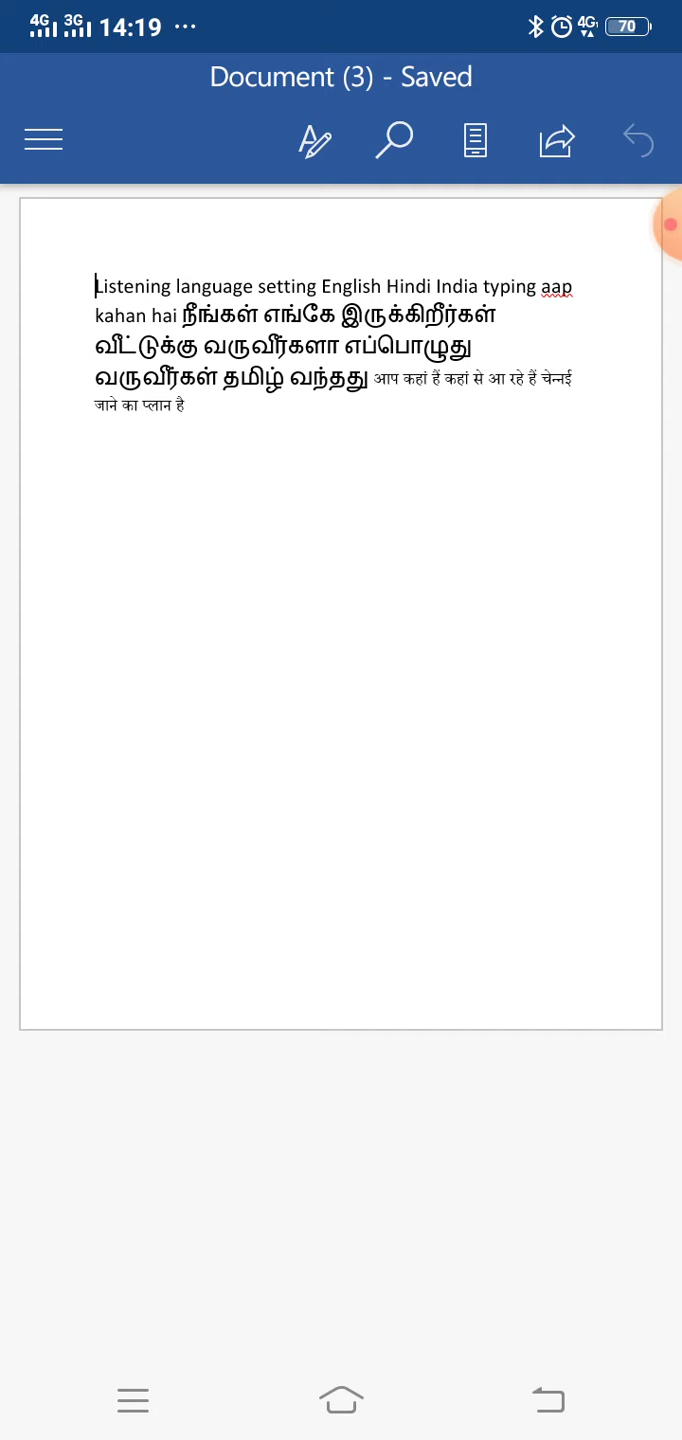 4G 3G 14:19 ... 4G 70
Document (3) - Saved
Listening language setting English Hindi India typing aap
kahan hai நீங்கள் எங்கே இருக்கிறீர்கள்
வீட்டுக்கு வருவீர்களா எப்பொழுது
வருவீர்கள் தமிழ் வந்தது आप कहां हैं कहां से आ रहे हैं चेन्नई
जाने का प्लान है